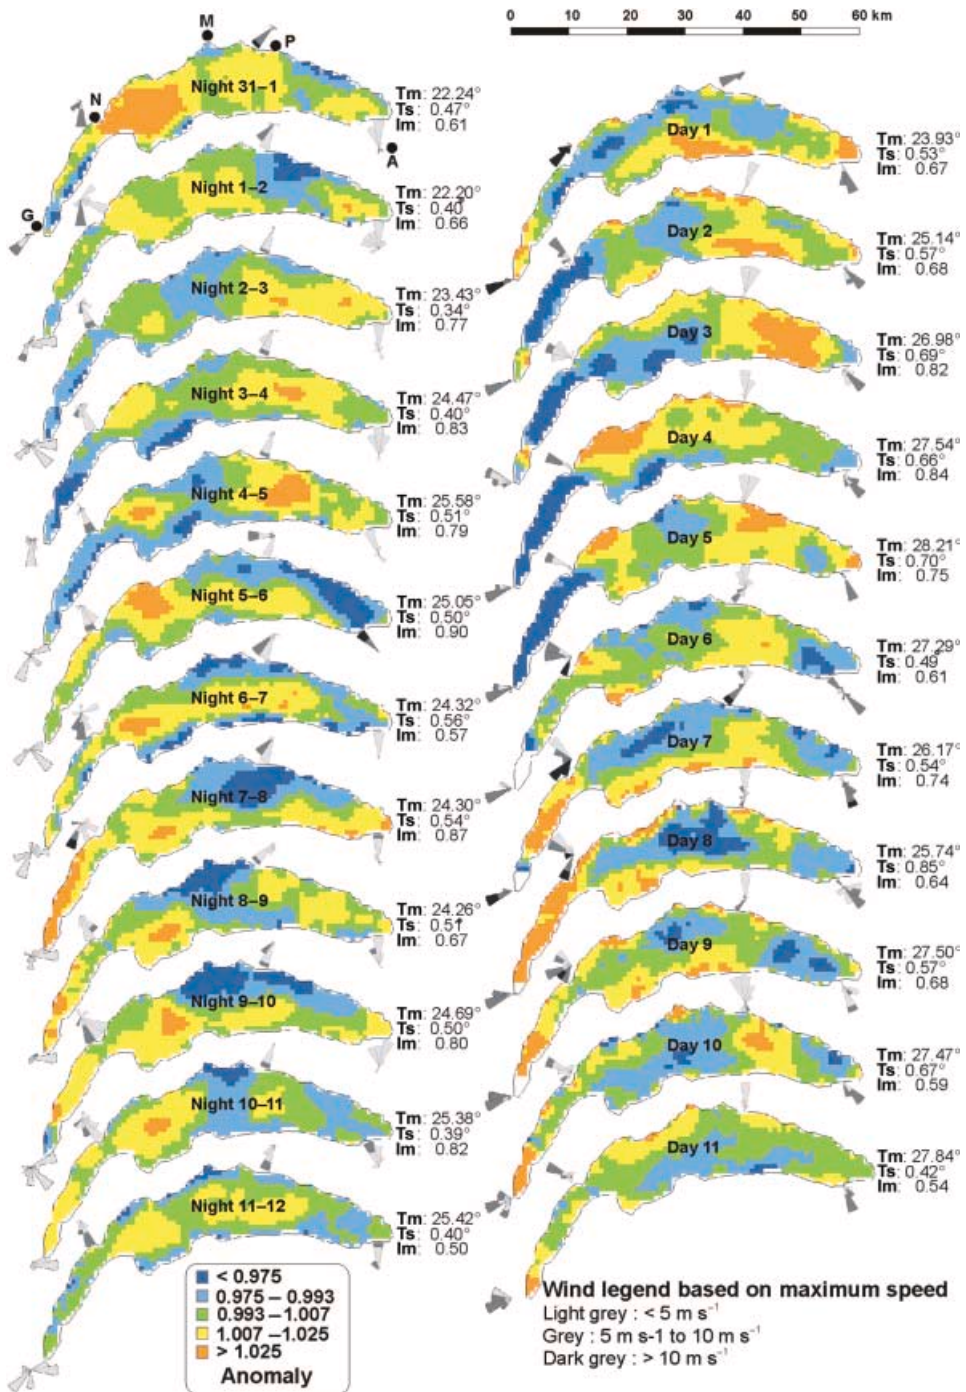 M
P
N
A
G
0 10 20 30 40 50 60 km
Night 31–1
Tm: 22.24°
Ts: 0.47°
Im: 0.61
Night 1–2
Tm: 22.20°
Ts: 0.40°
Im: 0.66
Night 2–3
Tm: 23.43°
Ts: 0.34°
Im: 0.77
Night 3–4
Tm: 24.47°
Ts: 0.40°
Im: 0.83
Night 4–5
Tm: 25.58°
Ts: 0.51°
Im: 0.79
Night 5–6
Tm: 25.05°
Ts: 0.50°
Im: 0.90
Night 6–7
Tm: 24.32°
Ts: 0.56°
Im: 0.57
Night 7–8
Tm: 24.30°
Ts: 0.54°
Im: 0.87
Night 8–9
Tm: 24.26°
Ts: 0.51°
Im: 0.67
Night 9–10
Tm: 24.69°
Ts: 0.50°
Im: 0.80
Night 10–11
Tm: 25.38°
Ts: 0.39°
Im: 0.82
Night 11–12
Tm: 25.42°
Ts: 0.40°
Im: 0.50
< 0.975
0.975 – 0.993
0.993 – 1.007
1.007 – 1.025
> 1.025
Anomaly
Day 1
Tm: 23.93°
Ts: 0.53°
Im: 0.67
Day 2
Tm: 25.14°
Ts: 0.57°
Im: 0.68
Day 3
Tm: 26.98°
Ts: 0.69°
Im: 0.82
Day 4
Tm: 27.54°
Ts: 0.66°
Im: 0.84
Day 5
Tm: 28.21°
Ts: 0.70°
Im: 0.75
Day 6
Tm: 27.29°
Ts: 0.49°
Im: 0.61
Day 7
Tm: 26.17°
Ts: 0.54°
Im: 0.74
Day 8
Tm: 25.74°
Ts: 0.85°
Im: 0.64
Day 9
Tm: 27.50°
Ts: 0.57°
Im: 0.68
Day 10
Tm: 27.47°
Ts: 0.67°
Im: 0.59
Day 11
Tm: 27.84°
Ts: 0.42°
Im: 0.54
Wind legend based on maximum speed
Light grey : < 5 m s⁻¹
Grey : 5 m s-1 to 10 m s⁻¹
Dark grey : > 10 m s⁻¹